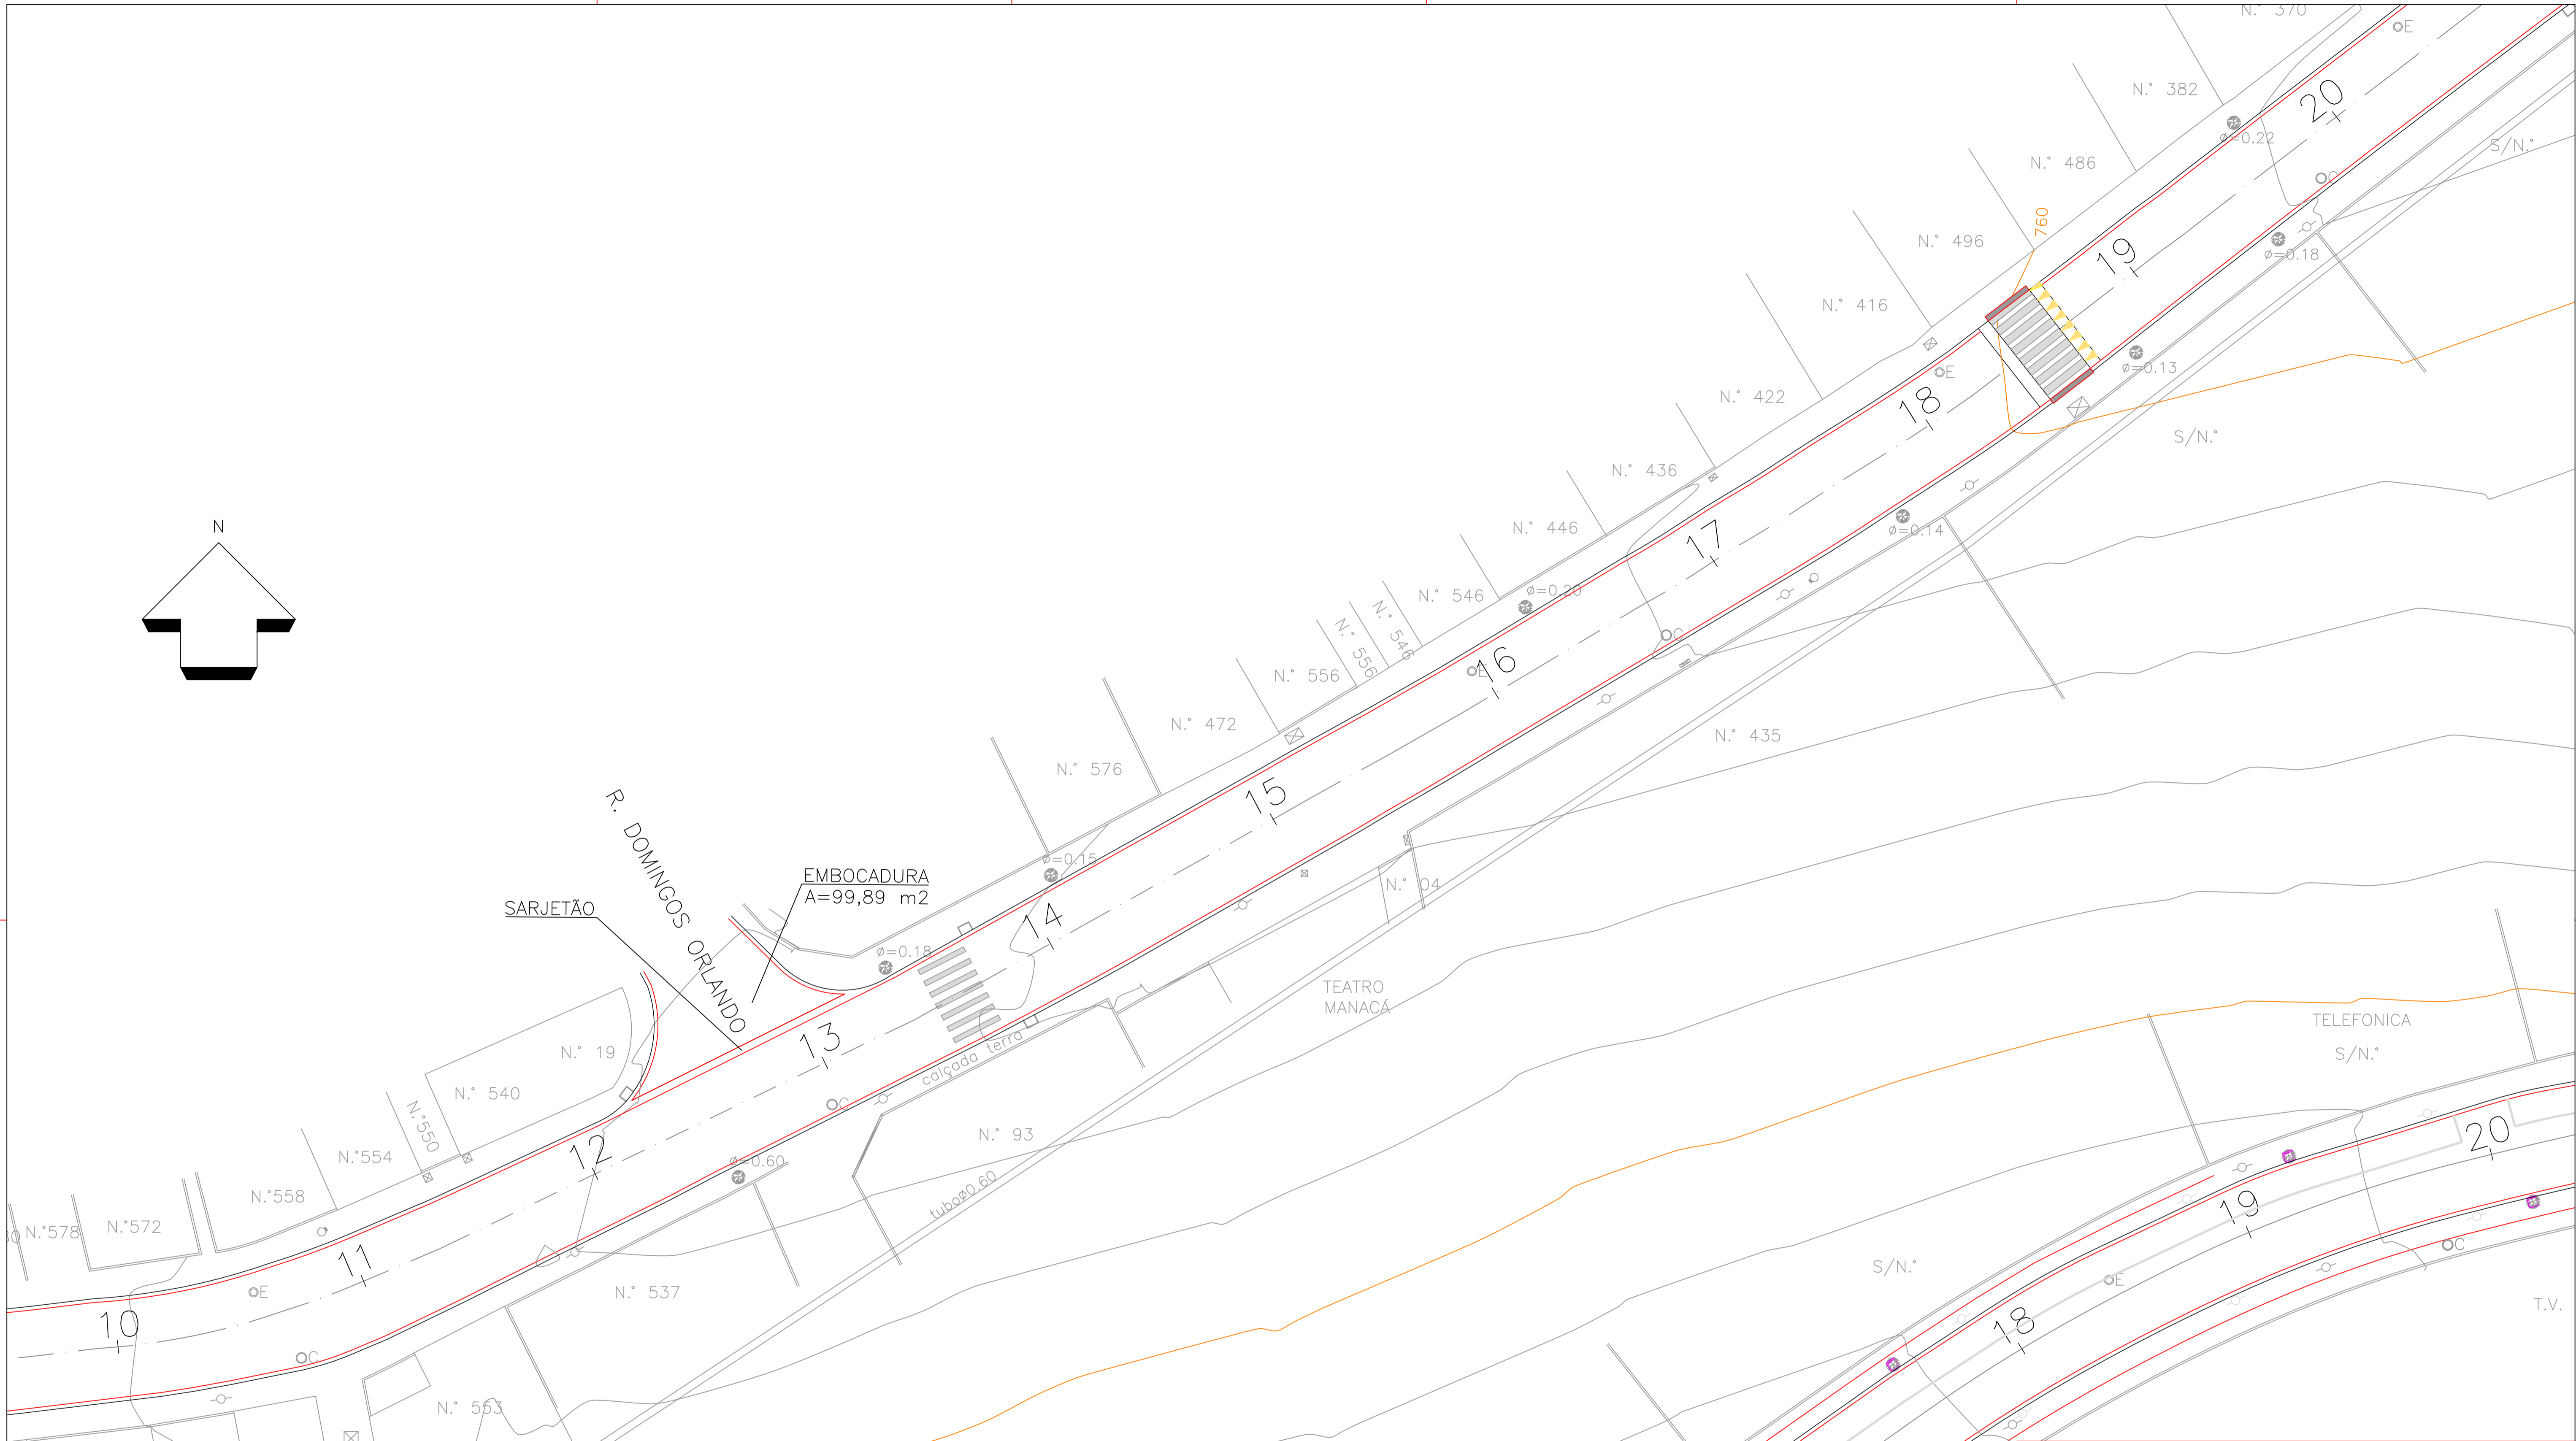 N.° 370
E
N.° 382
20
ø=0.22
S/N.°
N.° 486
C
760
N.° 496
19
ø=0.18
N.° 416
E
ø=0.13
N.° 422
18
S/N.°
N.° 436
N
N.° 446
17
ø=0.14
N.° 546
ø=0.20
N.° 546
N.° 556
N.° 556
C
16
E
N.° 472
N.° 435
N.° 576
15
R. DOMINGOS ORLANDO
EMBOCADURA
A=99,89 m2
SARJETÃO
ø=0.15
N.° 04
14
ø=0.18
TEATRO
MANACÁ
TELEFONICA
S/N.°
N.° 19
13
calçada terra
N.° 540
N.°550
C
N.° 93
12
N.°554
ø=0.60
tuboø0.60
N.°558
N.°572
N.°578
20
19
C
11
E
N.° 537
S/N.°
E
T.V.
10
18
C
N.° 553